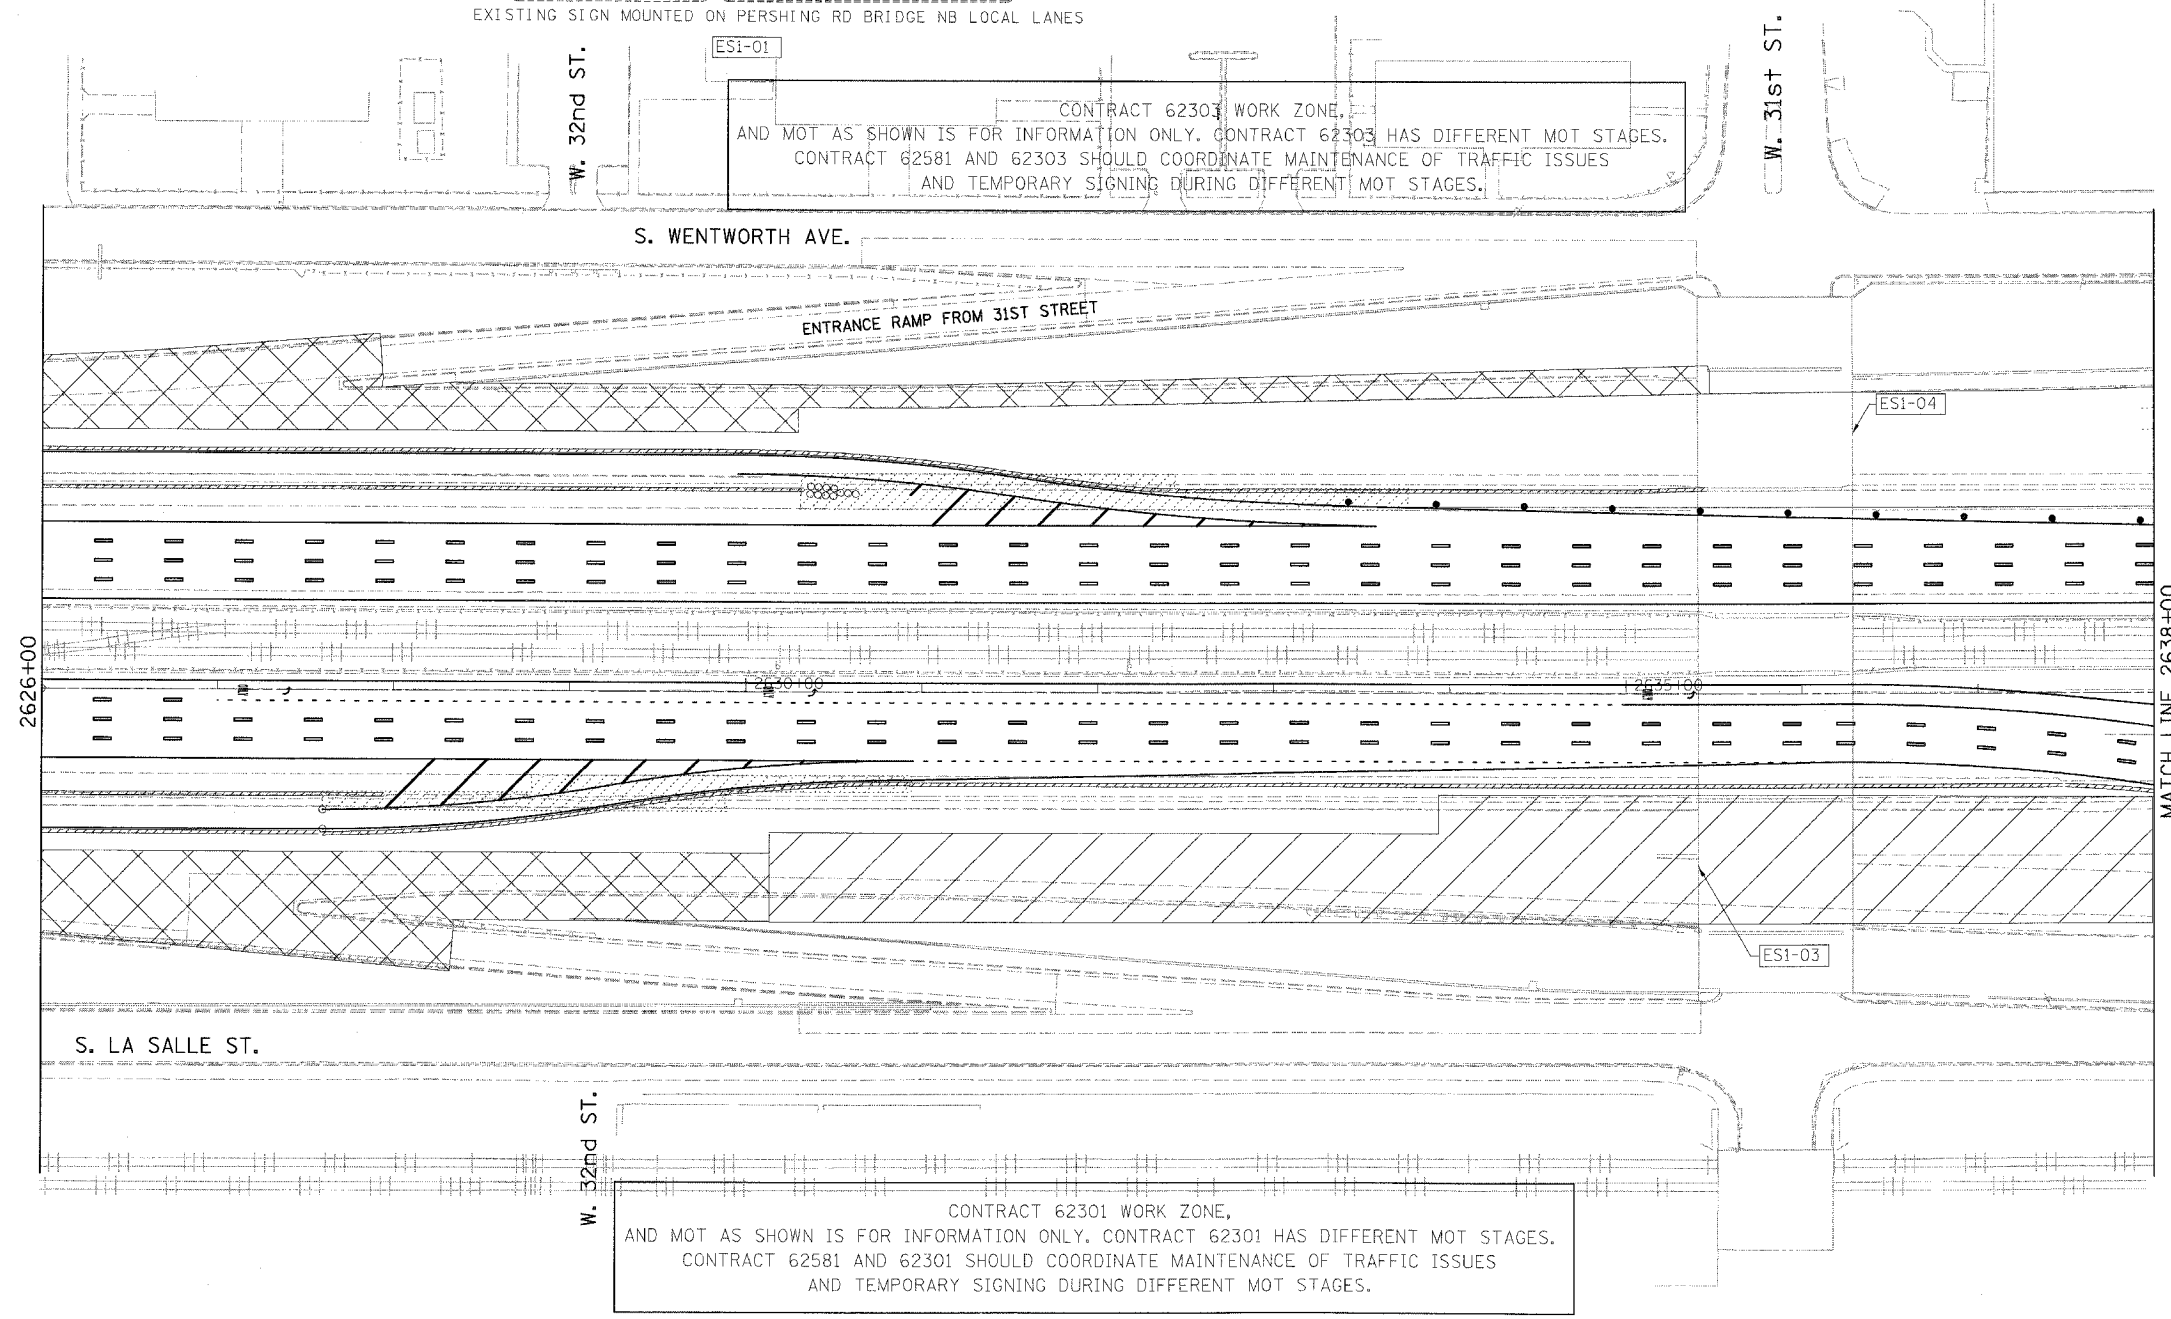 EXISTING SIGN MOUNTED ON PERSHING RD BRIDGE NB LOCAL LANES
ES1-01
W. 32nd ST.
W. 31st ST.
CONTRACT 62303 WORK ZONE,
AND MOT AS SHOWN IS FOR INFORMATION ONLY. CONTRACT 62303 HAS DIFFERENT MOT STAGES.
CONTRACT 62581 AND 62303 SHOULD COORDINATE MAINTENANCE OF TRAFFIC ISSUES
AND TEMPORARY SIGNING DURING DIFFERENT MOT STAGES.
S. WENTWORTH AVE.
ENTRANCE RAMP FROM 31ST STREET
ES1-04
2626+00
2630+00
2635+00
MATCH LINE 2638+00
ES1-03
S. LA SALLE ST.
W. 32nd ST.
CONTRACT 62301 WORK ZONE,
AND MOT AS SHOWN IS FOR INFORMATION ONLY. CONTRACT 62301 HAS DIFFERENT MOT STAGES.
CONTRACT 62581 AND 62301 SHOULD COORDINATE MAINTENANCE OF TRAFFIC ISSUES
AND TEMPORARY SIGNING DURING DIFFERENT MOT STAGES.